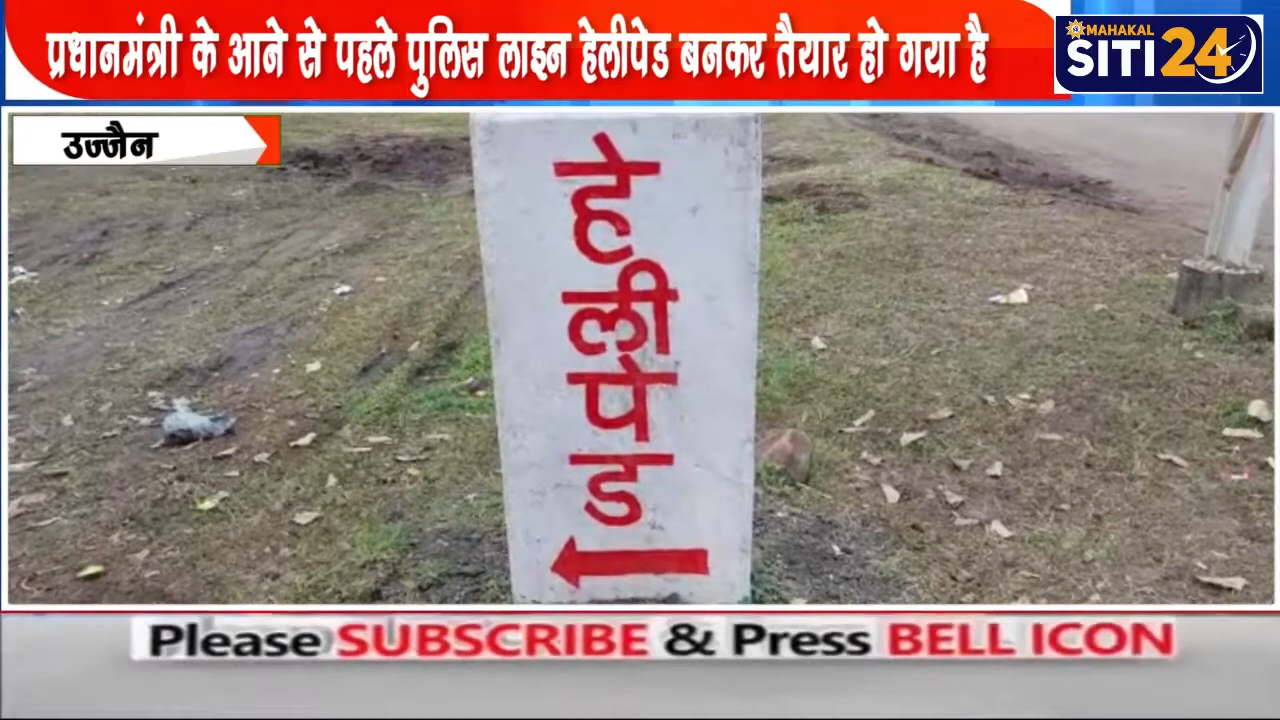 प्रधानमंत्री के आने से पहले पुलिस लाइन हेलीपेड बनकर तैयार हो गया है
MAHAKAL
SITI24
उज्जैन
हे
ली
पे
ड
Please SUBSCRIBE & Press BELL ICON